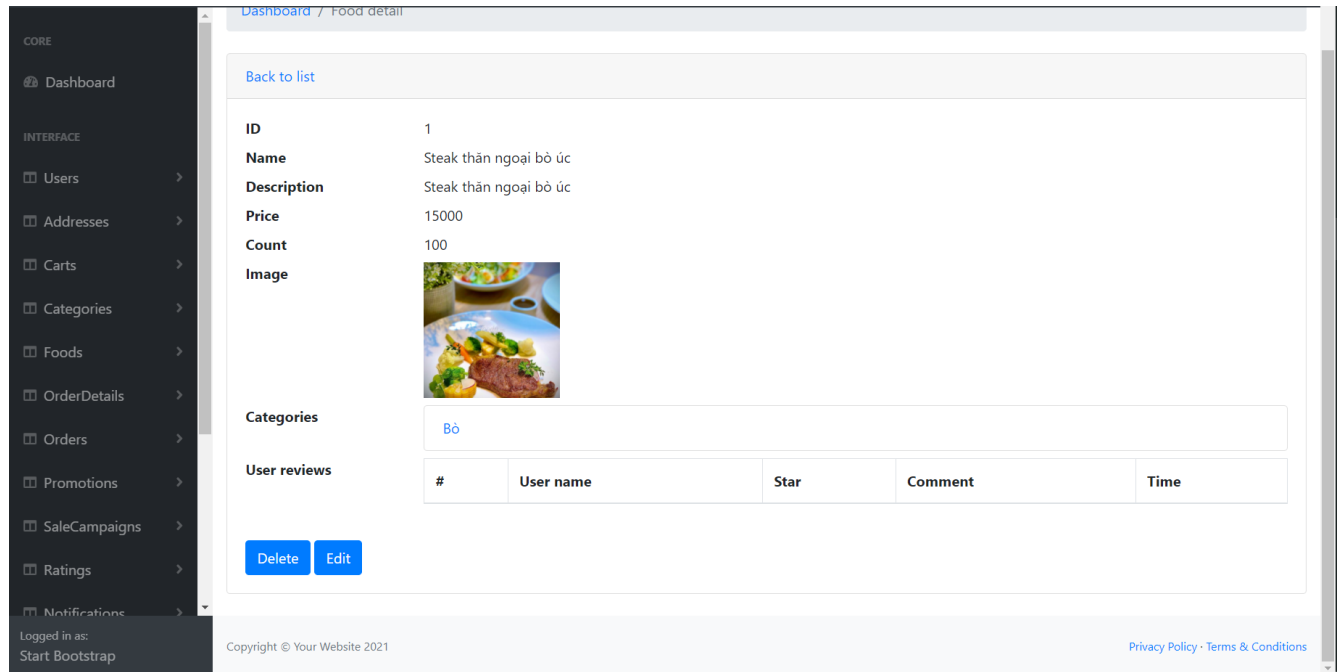 Dashboard / Food detail
CORE
Dashboard
INTERFACE
Users
Addresses
Carts
Categories
Foods
OrderDetails
Orders
Promotions
SaleCampaigns
Ratings
Notifications
Logged in as:
Start Bootstrap
Back to list
ID 1
Name Steak thăn ngoại bò úc
Description Steak thăn ngoại bò úc
Price 15000
Count 100
Image
Categories Bò
User reviews # User name Star Comment Time
Delete Edit
Copyright © Your Website 2021 Privacy Policy · Terms & Conditions